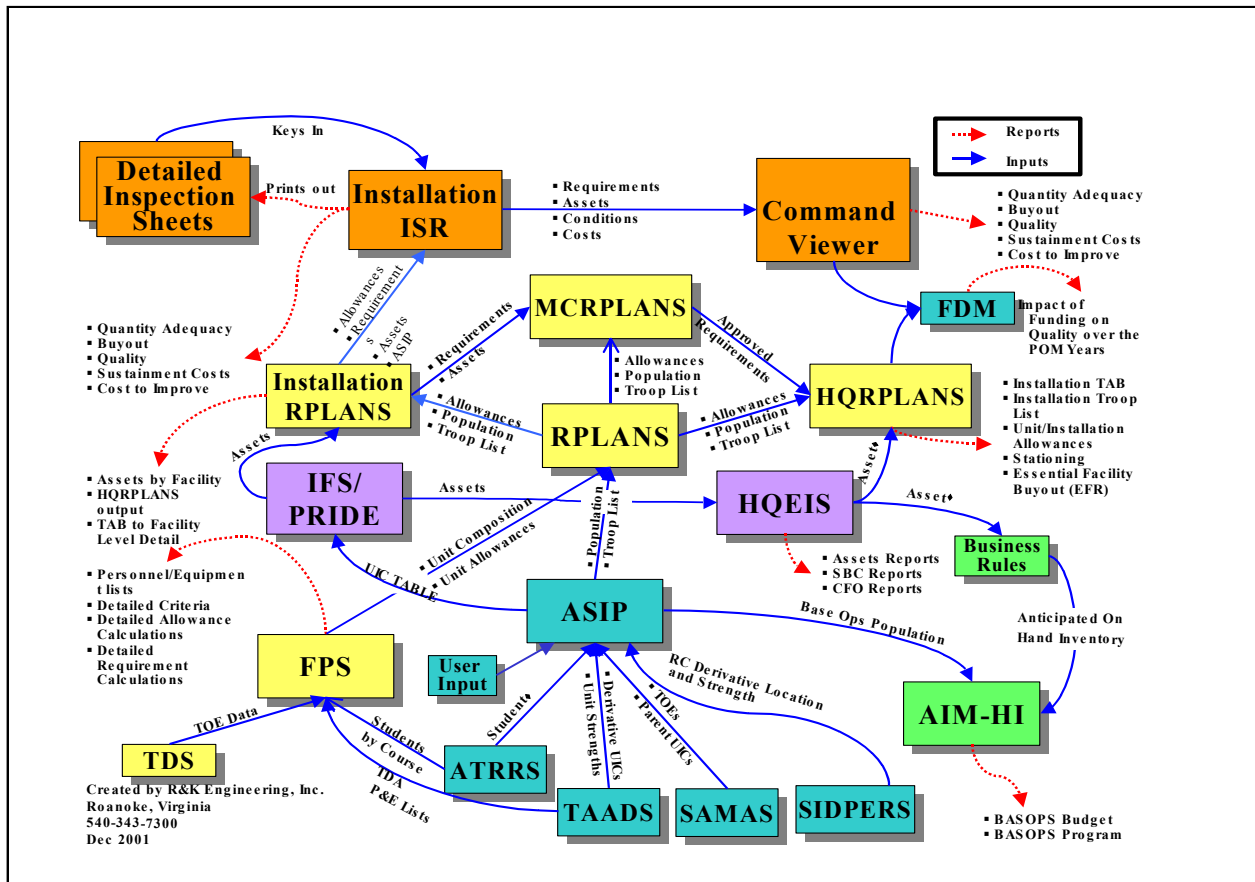 Keys In
Reports
Inputs
Detailed
Inspection
Sheets
Prints out
Installation
ISR
▪ Requirements
▪ Assets
▪ Conditions
▪ Costs
Command
Viewer
▪ Quantity Adequacy
▪ Buyout
▪ Quality
▪ Sustainment Costs
▪ Cost to Improve
FDM
Impact of
Funding on
Quality over the
POM Years
▪ Allowances
▪ Requirement
s
▪ Assets
ASIP
MCRPLANS
▪ Requirements
▪ Assets
Approved
Requirements
▪ Quantity Adequacy
▪ Buyout
▪ Quality
▪ Sustainment Costs
▪ Cost to Improve
▪ Allowances
▪ Population
▪ Troop List
Installation
RPLANS
▪ Allowances
▪ Population
▪ Troop List
RPLANS
▪ Allowances
▪ Population
▪ Troop List
HQRPLANS
▪ Installation TAB
▪ Installation Troop
List
▪ Unit/Installation
Allowances
▪ Stationing
▪ Essential Facility
Buyout (EFR)
Assets
▪ Assets by Facility
▪ HQRPLANS
output
▪ TAB to Facility
Level Detail
IFS/
PRIDE
Assets
HQEIS
Asset♦
Asset♦
▪ Unit Composition
▪ Unit Allowances
▪ Population
▪ Troop List
Business
Rules
▪ Assets Reports
▪ SBC Reports
▪ CFO Reports
▪ Personnel/Equipmen
t lists
▪ Detailed Criteria
▪ Detailed Allowance
Calculations
▪ Detailed
Requirement
Calculations
UIC TABLE
ASIP
Base Ops Population
Anticipated On
Hand Inventory
FPS
User
Input
RC Derivative Location
and Strength
AIM-HI
TOE Data
Students
by Course
Student♦
▪ Derivative UICs
▪ Unit Strengths
▪ TOEs
▪ Parent UICs
TDS
ATRRS
TDA
P&E Lists
TAADS
SAMAS
SIDPERS
Created by R&K Engineering, Inc.
Roanoke, Virginia
540-343-7300
Dec 2001
▪ BASOPS Budget
▪ BASOPS Program